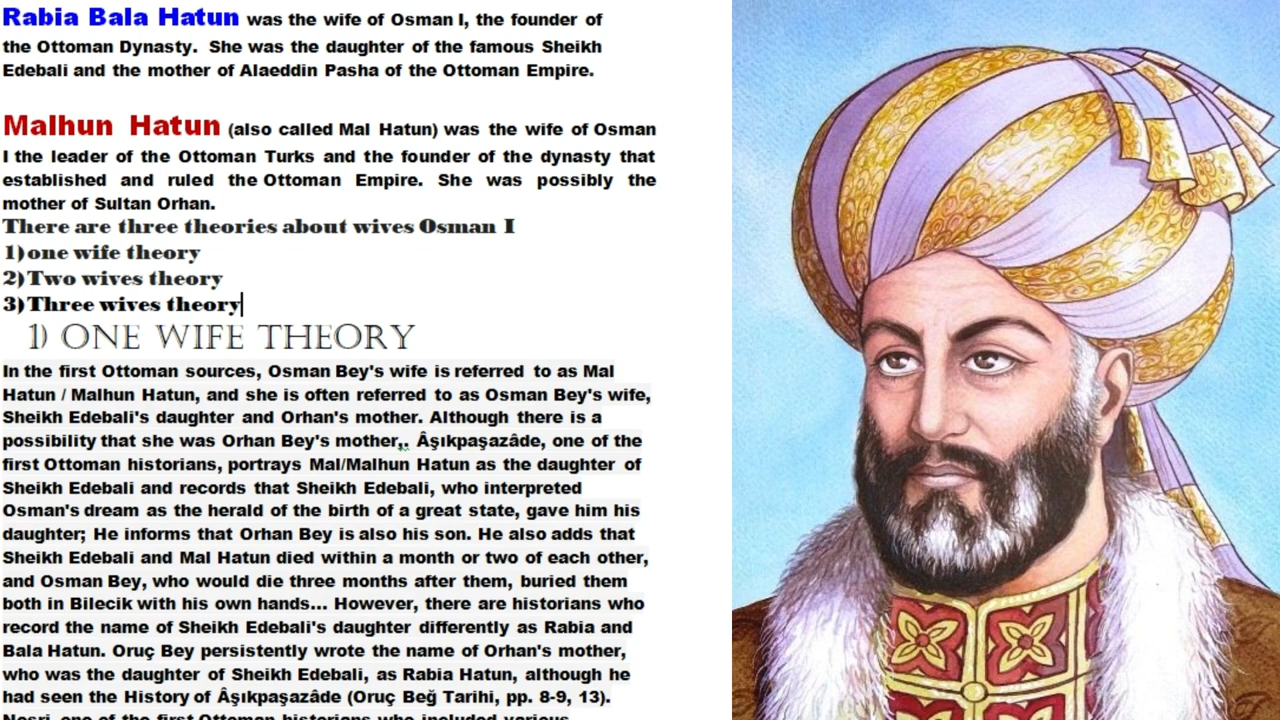 Rabia Bala Hatun was the wife of Osman I, the founder of
the Ottoman Dynasty. She was the daughter of the famous Sheikh
Edebali and the mother of Alaeddin Pasha of the Ottoman Empire.
Malhun Hatun (also called Mal Hatun) was the wife of Osman
I the leader of the Ottoman Turks and the founder of the dynasty that
established and ruled the Ottoman Empire. She was possibly the
mother of Sultan Orhan.
There are three theories about wives Osman I
1) one wife theory
2) Two wives theory
3) Three wives theory
1) ONE WIFE THEORY
In the first Ottoman sources, Osman Bey's wife is referred to as Mal
Hatun / Malhun Hatun, and she is often referred to as Osman Bey's wife,
Sheikh Edebali's daughter and Orhan's mother. Although there is a
possibility that she was Orhan Bey's mother,. Âşıkpaşazâde, one of the
first Ottoman historians, portrays Mal/Malhun Hatun as the daughter of
Sheikh Edebali and records that Sheikh Edebali, who interpreted
Osman's dream as the herald of the birth of a great state, gave him his
daughter; He informs that Orhan Bey is also his son. He also adds that
Sheikh Edebali and Mal Hatun died within a month or two of each other,
and Osman Bey, who would die three months after them, buried them
both in Bilecik with his own hands... However, there are historians who
record the name of Sheikh Edebali's daughter differently as Rabia and
Bala Hatun. Oruç Bey persistently wrote the name of Orhan's mother,
who was the daughter of Sheikh Edebali, as Rabia Hatun, although he
had seen the History of Âşıkpaşazâde (Oruç Beğ Tarihi, pp. 8-9, 13).
Neşri, one of the first Ottoman historians who included various